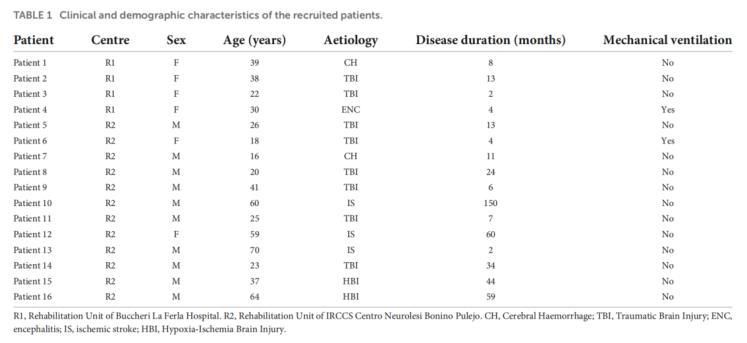 TABLE 1 Clinical and demographic characteristics of the recruited patients.
Patient Centre Sex Age (years) Aetiology Disease duration (months) Mechanical ventilation
Patient 1 R1 F 39 CH 8 No
Patient 2 R1 F 38 TBI 13 No
Patient 3 R1 F 22 TBI 2 No
Patient 4 R1 F 30 ENC 4 Yes
Patient 5 R2 M 26 TBI 13 No
Patient 6 R2 F 18 TBI 4 Yes
Patient 7 R2 M 16 CH 11 No
Patient 8 R2 M 20 TBI 24 No
Patient 9 R2 M 41 TBI 6 No
Patient 10 R2 M 60 IS 150 No
Patient 11 R2 M 25 TBI 7 No
Patient 12 R2 F 59 IS 60 No
Patient 13 R2 M 70 IS 2 No
Patient 14 R2 M 23 TBI 34 No
Patient 15 R2 M 37 HBI 44 No
Patient 16 R2 M 64 HBI 59 No
R1, Rehabilitation Unit of Buccheri La Ferla Hospital. R2, Rehabilitation Unit of IRCCS Centro Neurolesi Bonino Pulejo. CH, Cerebral Haemorrhage; TBI, Traumatic Brain Injury; ENC,
encephalitis; IS, ischemic stroke; HBI, Hypoxia-Ischemia Brain Injury.